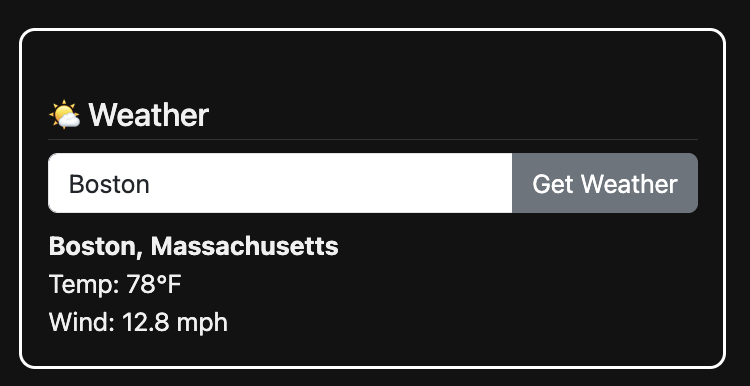 Weather
Boston
Get Weather
Boston, Massachusetts
Temp: 78°F
Wind: 12.8 mph